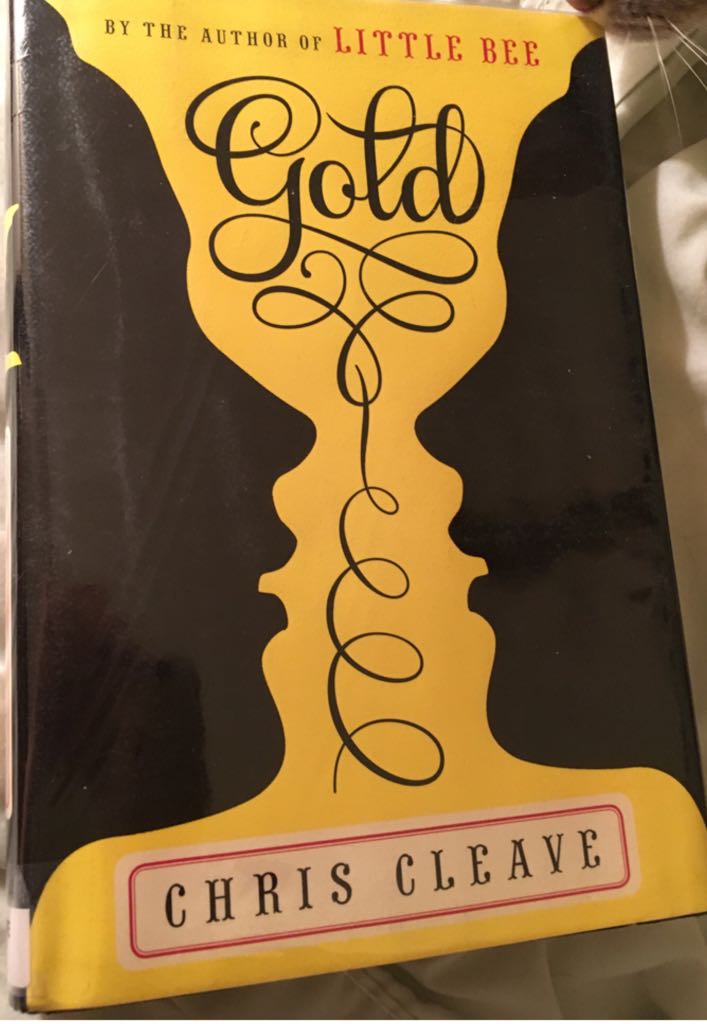 BY THE AUTHOR OF LITTLE BEE
Gold
CHRIS CLEAVE